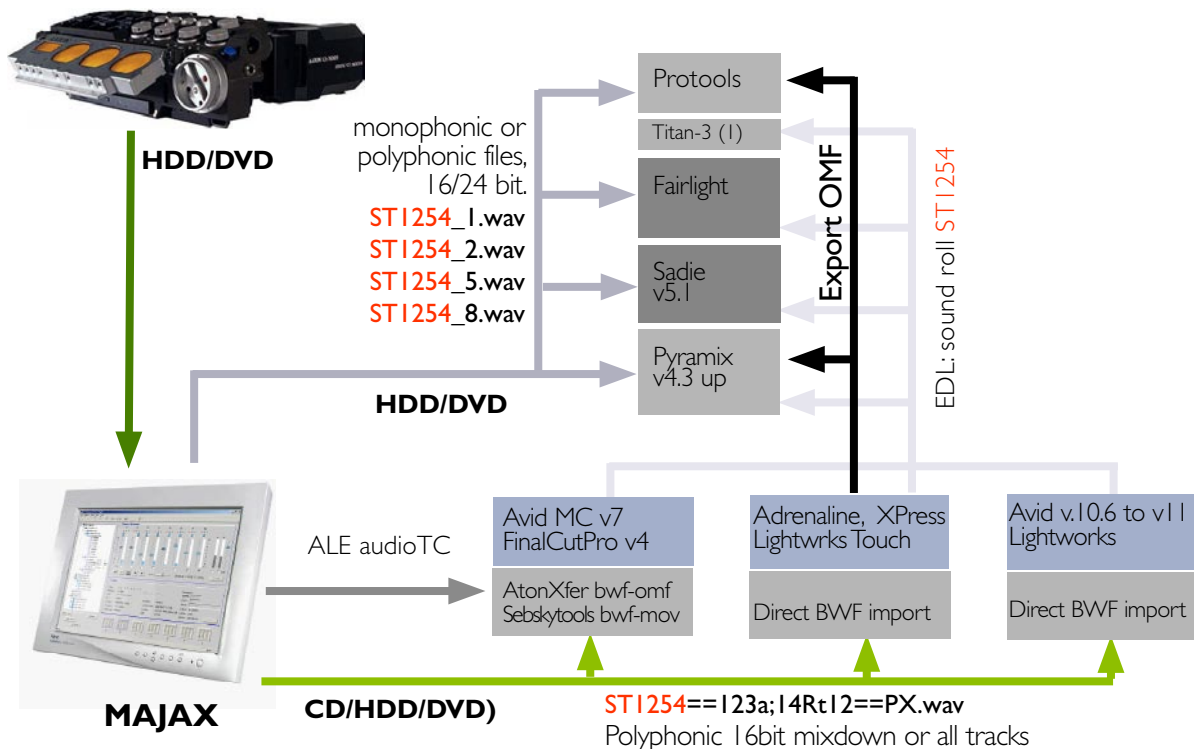 HDD/DVD
monophonic or
polyphonic files,
16/24 bit.
ST1254_1.wav
ST1254_2.wav
ST1254_5.wav
ST1254_8.wav
HDD/DVD
Protools
Titan-3 (1)
Fairlight
Sadie
v5.1
Pyramix
v4.3 up
Export OMF
EDL: sound roll ST1254
ALE audioTC
Avid MC v7
FinalCutPro v4
AtonXfer bwf-omf
Sebskytools bwf-mov
Adrenaline, XPress
Lightwrks Touch
Direct BWF import
Avid v.10.6 to v11
Lightworks
Direct BWF import
MAJAX
CD/HDD/DVD)
ST1254==123a;14Rt12==PX.wav
Polyphonic 16bit mixdown or all tracks